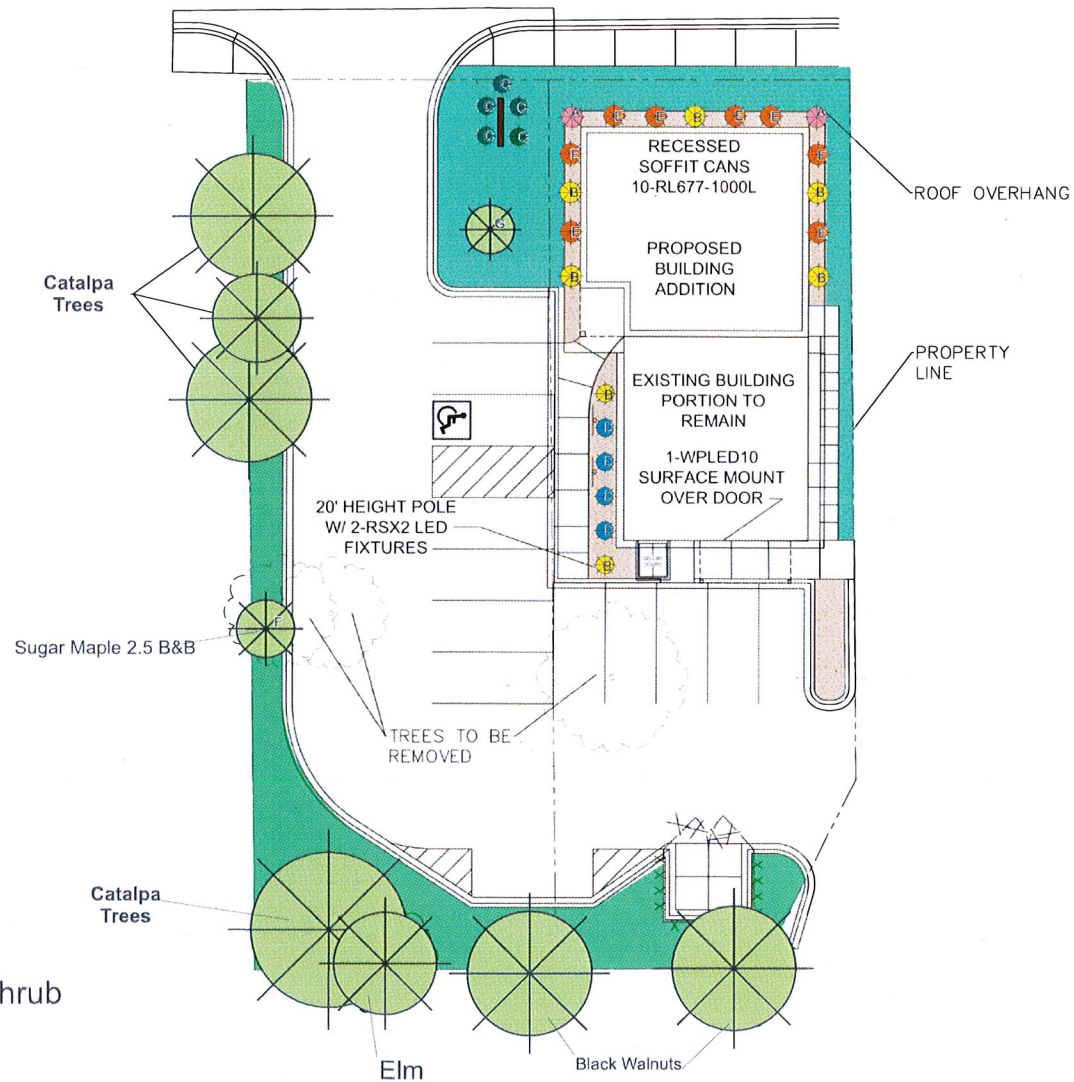 C
C
C
C
C
G
A
E
E
B
E
E
A
E
B
E
B
E
B
E
B
RECESSED
SOFFIT CANS
10-RL677-1000L
PROPOSED
BUILDING
ADDITION
ROOF OVERHANG
Catalpa
Trees
PROPERTY
LINE
EXISTING BUILDING
PORTION TO
REMAIN
1-WPLED10
SURFACE MOUNT
OVER DOOR
B
B
20' HEIGHT POLE
W/ 2-RSX2 LED
FIXTURES
F
Sugar Maple 2.5 B&B
TREES TO BE
REMOVED
Catalpa
Trees
hrub
Elm
Black Walnuts